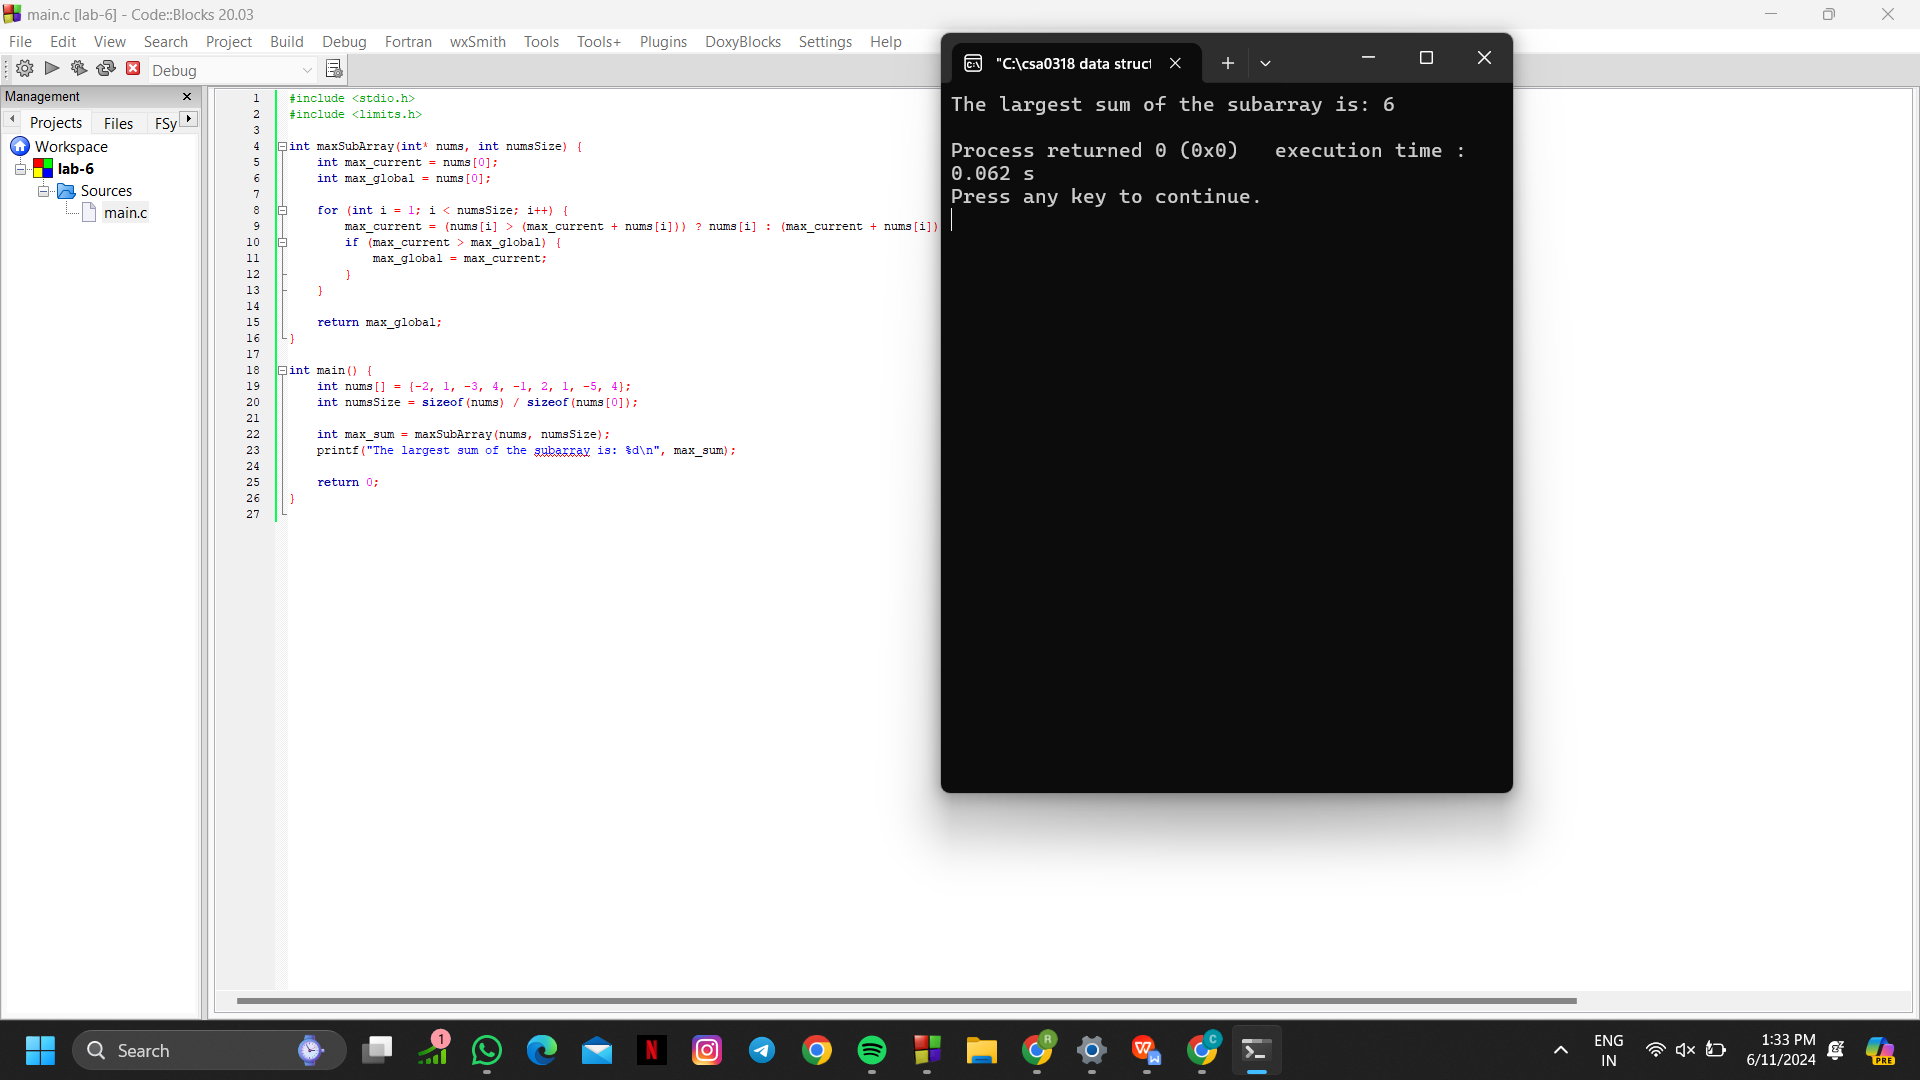 main.c [lab-6] - Code::Blocks 20.03
File Edit View Search Project Build Debug Fortran wxSmith Tools Tools+ Plugins DoxyBlocks Settings Help
Debug
Management
Projects Files FSy
Workspace
lab-6
Sources
main.c
1 #include <stdio.h>
2 #include <limits.h>
3
4 int maxSubArray(int* nums, int numsSize) {
5 int max_current = nums[0];
6 int max_global = nums[0];
7
8 for (int i = 1; i < numsSize; i++) {
9 max_current = (nums[i] > (max_current + nums[i])) ? nums[i] : (max_current + nums[i])
10 if (max_current > max_global) {
11 max_global = max_current;
12 }
13 }
14
15 return max_global;
16 }
17
18 int main() {
19 int nums[] = {-2, 1, -3, 4, -1, 2, 1, -5, 4};
20 int numsSize = sizeof(nums) / sizeof(nums[0]);
21
22 int max_sum = maxSubArray(nums, numsSize);
23 printf("The largest sum of the subarray is: %d\n", max_sum);
24
25 return 0;
26 }
27
"C:\csa0318 data struct
The largest sum of the subarray is: 6
Process returned 0 (0x0) execution time :
0.062 s
Press any key to continue.
Search
1
N
R
W
C
ENG
IN
1:33 PM
6/11/2024
PRE